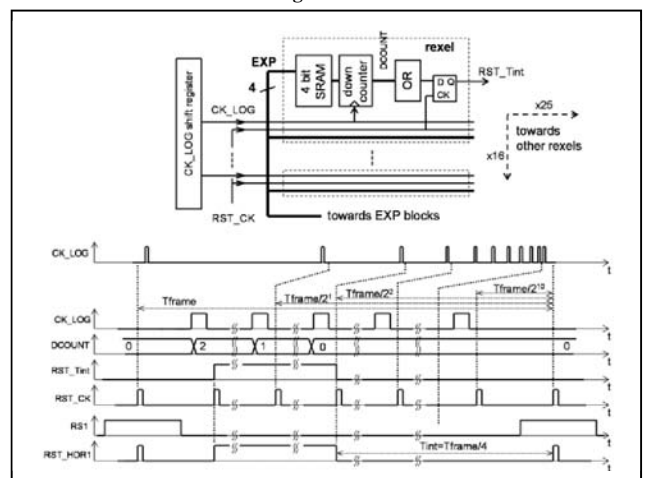 EXP
rexel
4
4 bit
SRAM
down
counter
DCOUNT
OR
D Q
CK
RST_Tint
CK_LOG shift register
CK_LOG
x25
towards
other rexels
x16
RST_CK
towards EXP blocks
CK_LOG
t
Tframe
Tframe/2¹
Tframe/2²
Tframe/2¹⁰
CK_LOG
t
DCOUNT
0
2
1
0
0
t
RST_Tint
t
RST_CK
t
RS1
t
RST_HOR1
Tint=Tframe/4
t